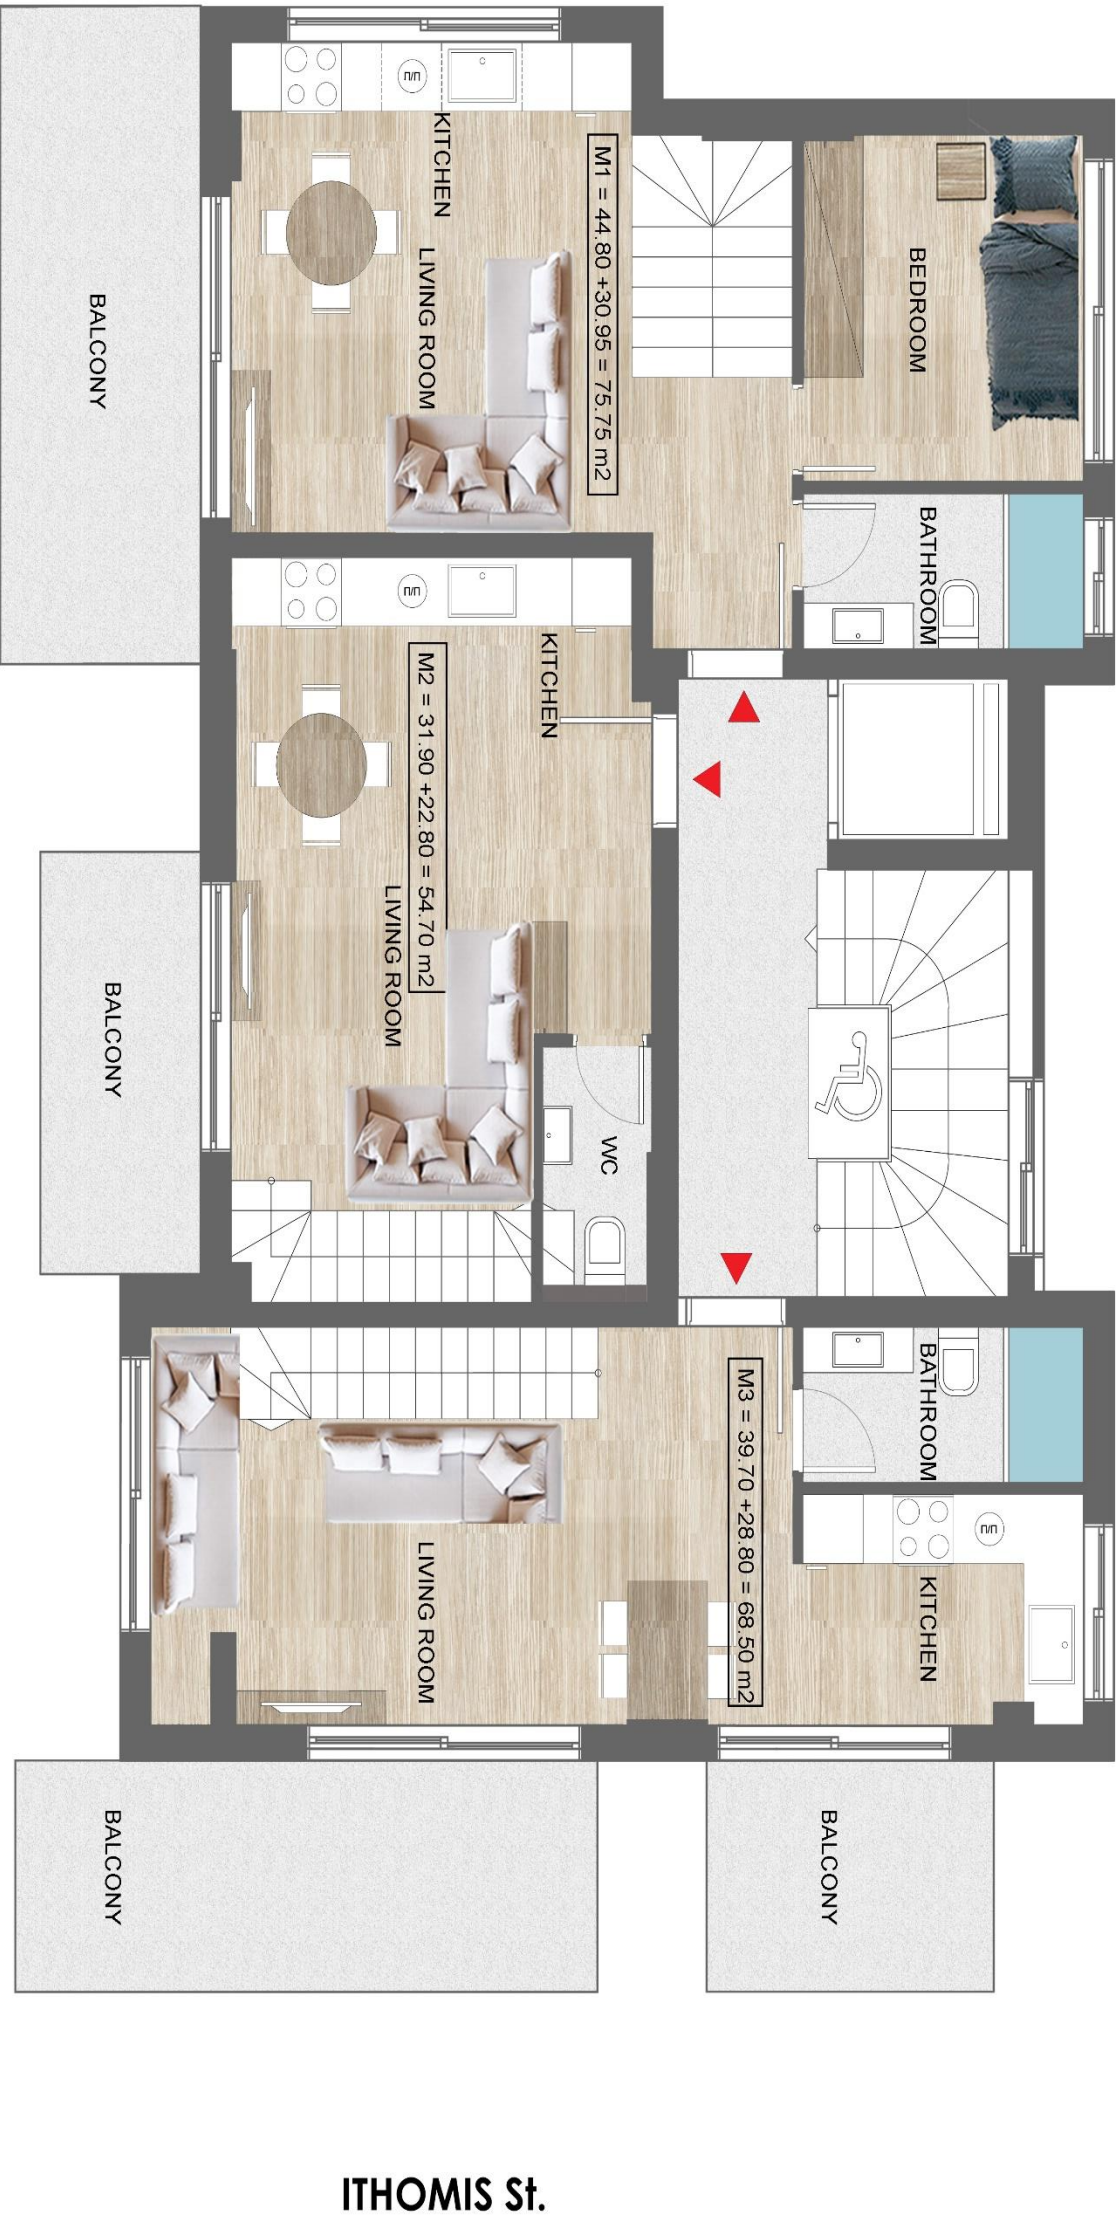 п/п
KITCHEN
LIVING ROOM
M1 = 44.80 +30.95 = 75.75 m2
BEDROOM
BALCONY
BATHROOM
п/п
KITCHEN
M2 = 31.90 +22.80 = 54.70 m2
LIVING ROOM
BALCONY
WC
BATHROOM
M3 = 39.70 +28.80 = 68.50 m2
п/п
KITCHEN
LIVING ROOM
BALCONY
BALCONY
ITHOMIS St.